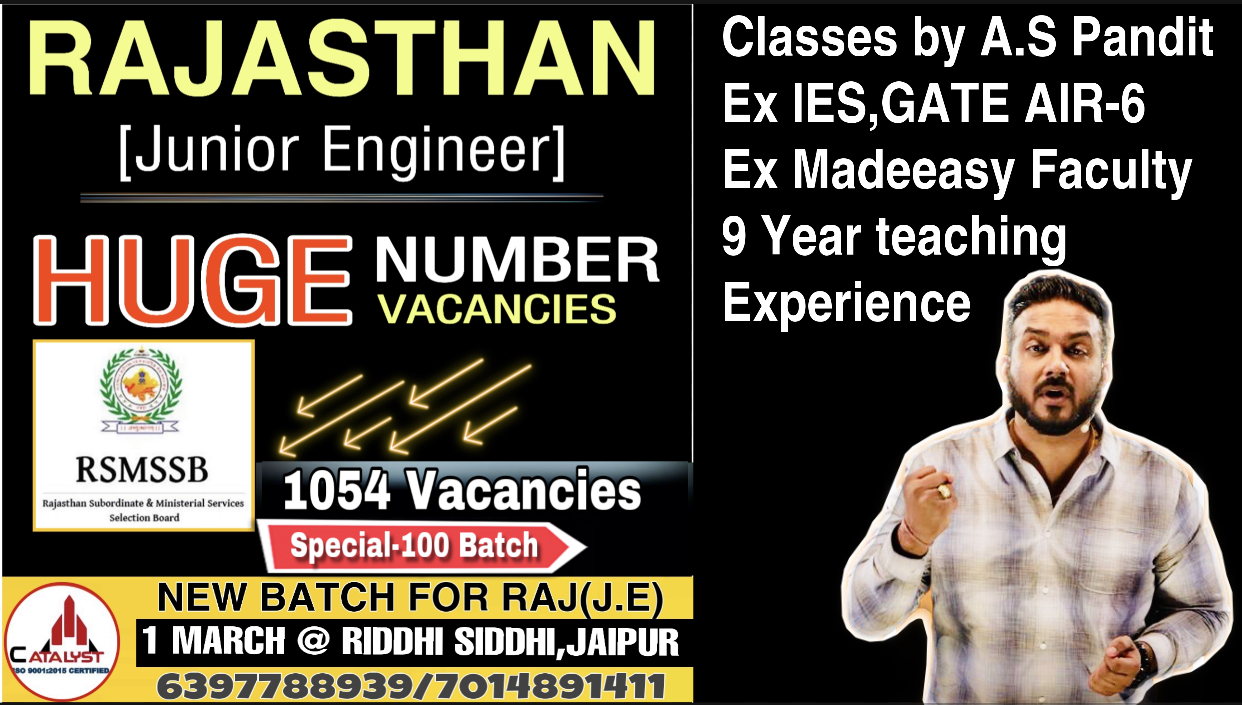 RAJASTHAN
[Junior Engineer]
HUGE NUMBER
VACANCIES
RSMSSB
Rajasthan Subordinate & Ministerial Services
Selection Board
1054 Vacancies
Special-100 Batch
NEW BATCH FOR RAJ(J.E)
1 MARCH @ RIDDHI SIDDHI,JAIPUR
6397788939/7014891411
CATALYST
ISO 9001:2015 CERTIFIED
Classes by A.S Pandit
Ex IES,GATE AIR-6
Ex Madeeasy Faculty
9 Year teaching
Experience